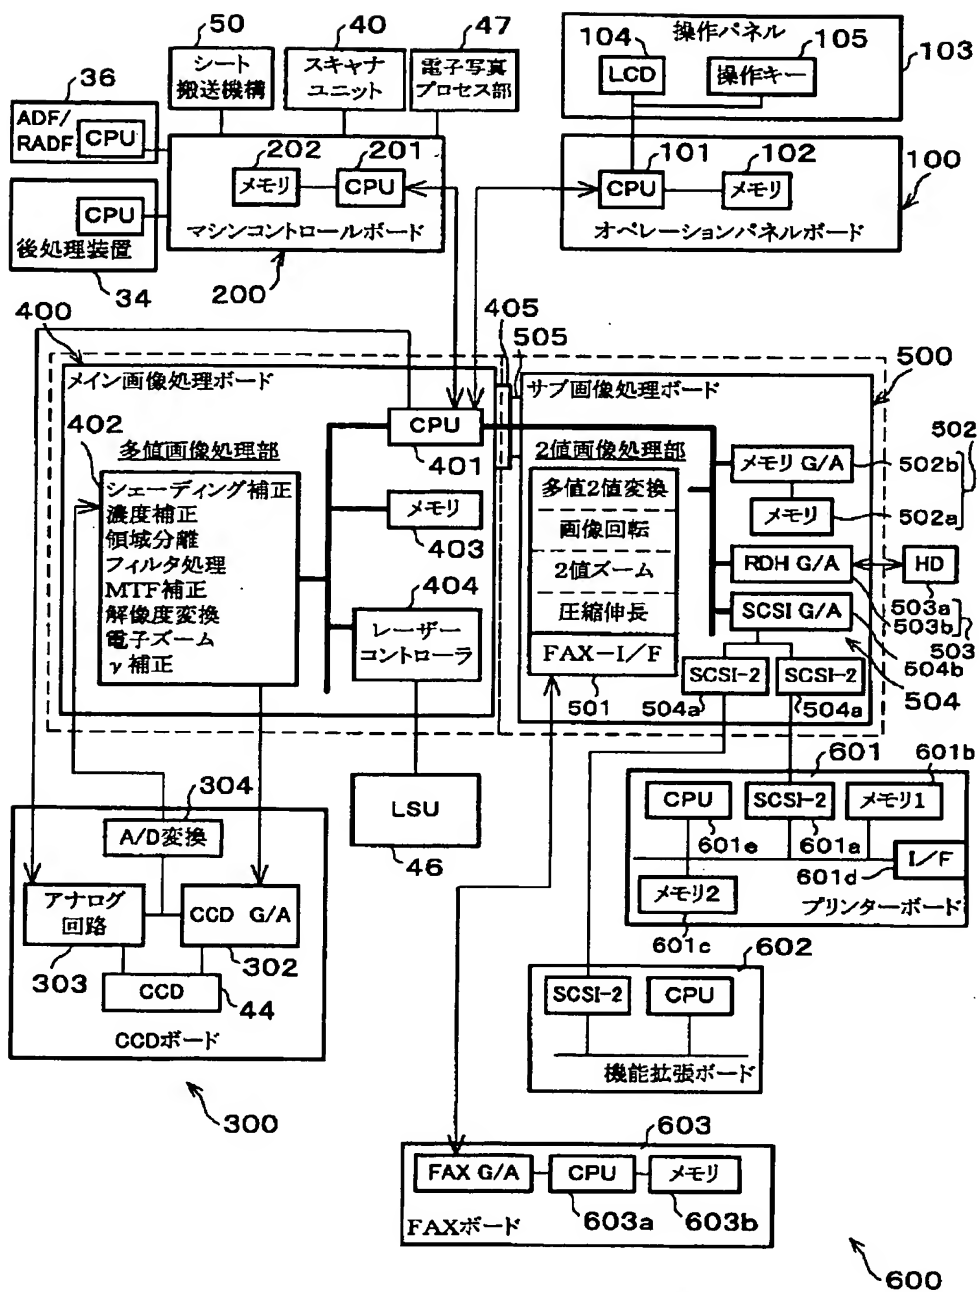 50
40
47
36
シート
搬送機構
スキャナ
ユニット
電子写真
プロセス部
操作パネル
104
LCD
105
操作キー
103
ADF/
RADF
CPU
202
メモリ
201
CPU
マシンコントロールボード
200
101
CPU
102
メモリ
100
オペレーションパネルボード
CPU
後処理装置
34
400
405
505
500
メイン画像処理ボード
402
多値画像処理部
シェーディング補正
濃度補正
領域分離
フィルタ処理
MTF補正
解像度変換
電子ズーム
γ補正
CPU
401
メモリ
403
404
レーザー
コントローラ
サブ画像処理ボード
2値画像処理部
多値2値変換
画像回転
2値ズーム
圧縮伸長
FAX-I/F
501
メモリ G/A
502b
502
メモリ
502a
RDH G/A
HD
503a
503b
503
SCSI G/A
504b
504
SCSI-2
504a
SCSI-2
504a
LSU
46
304
A/D変換
アナログ
回路
303
CCD G/A
302
CCD
44
CCDボード
300
601
601b
CPU
601e
SCSI-2
601a
メモリ1
I/F
601d
メモリ2
601c
プリンターボード
602
SCSI-2
CPU
機能拡張ボード
603
FAX G/A
CPU
603a
メモリ
603b
FAXボード
600